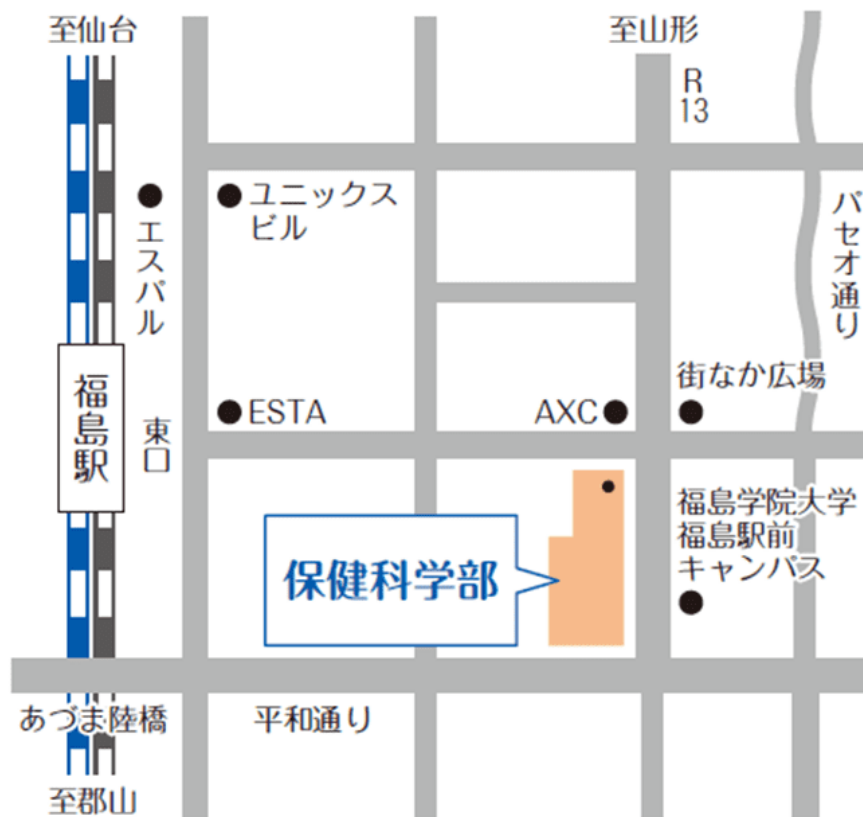 至仙台
至山形
R
13
エスパル
ユニックス
ビル
パセオ通り
福島駅
東口
ESTA
AXC
街なか広場
保健科学部
福島学院大学
福島駅前
キャンパス
あづま陸橋
平和通り
至郡山